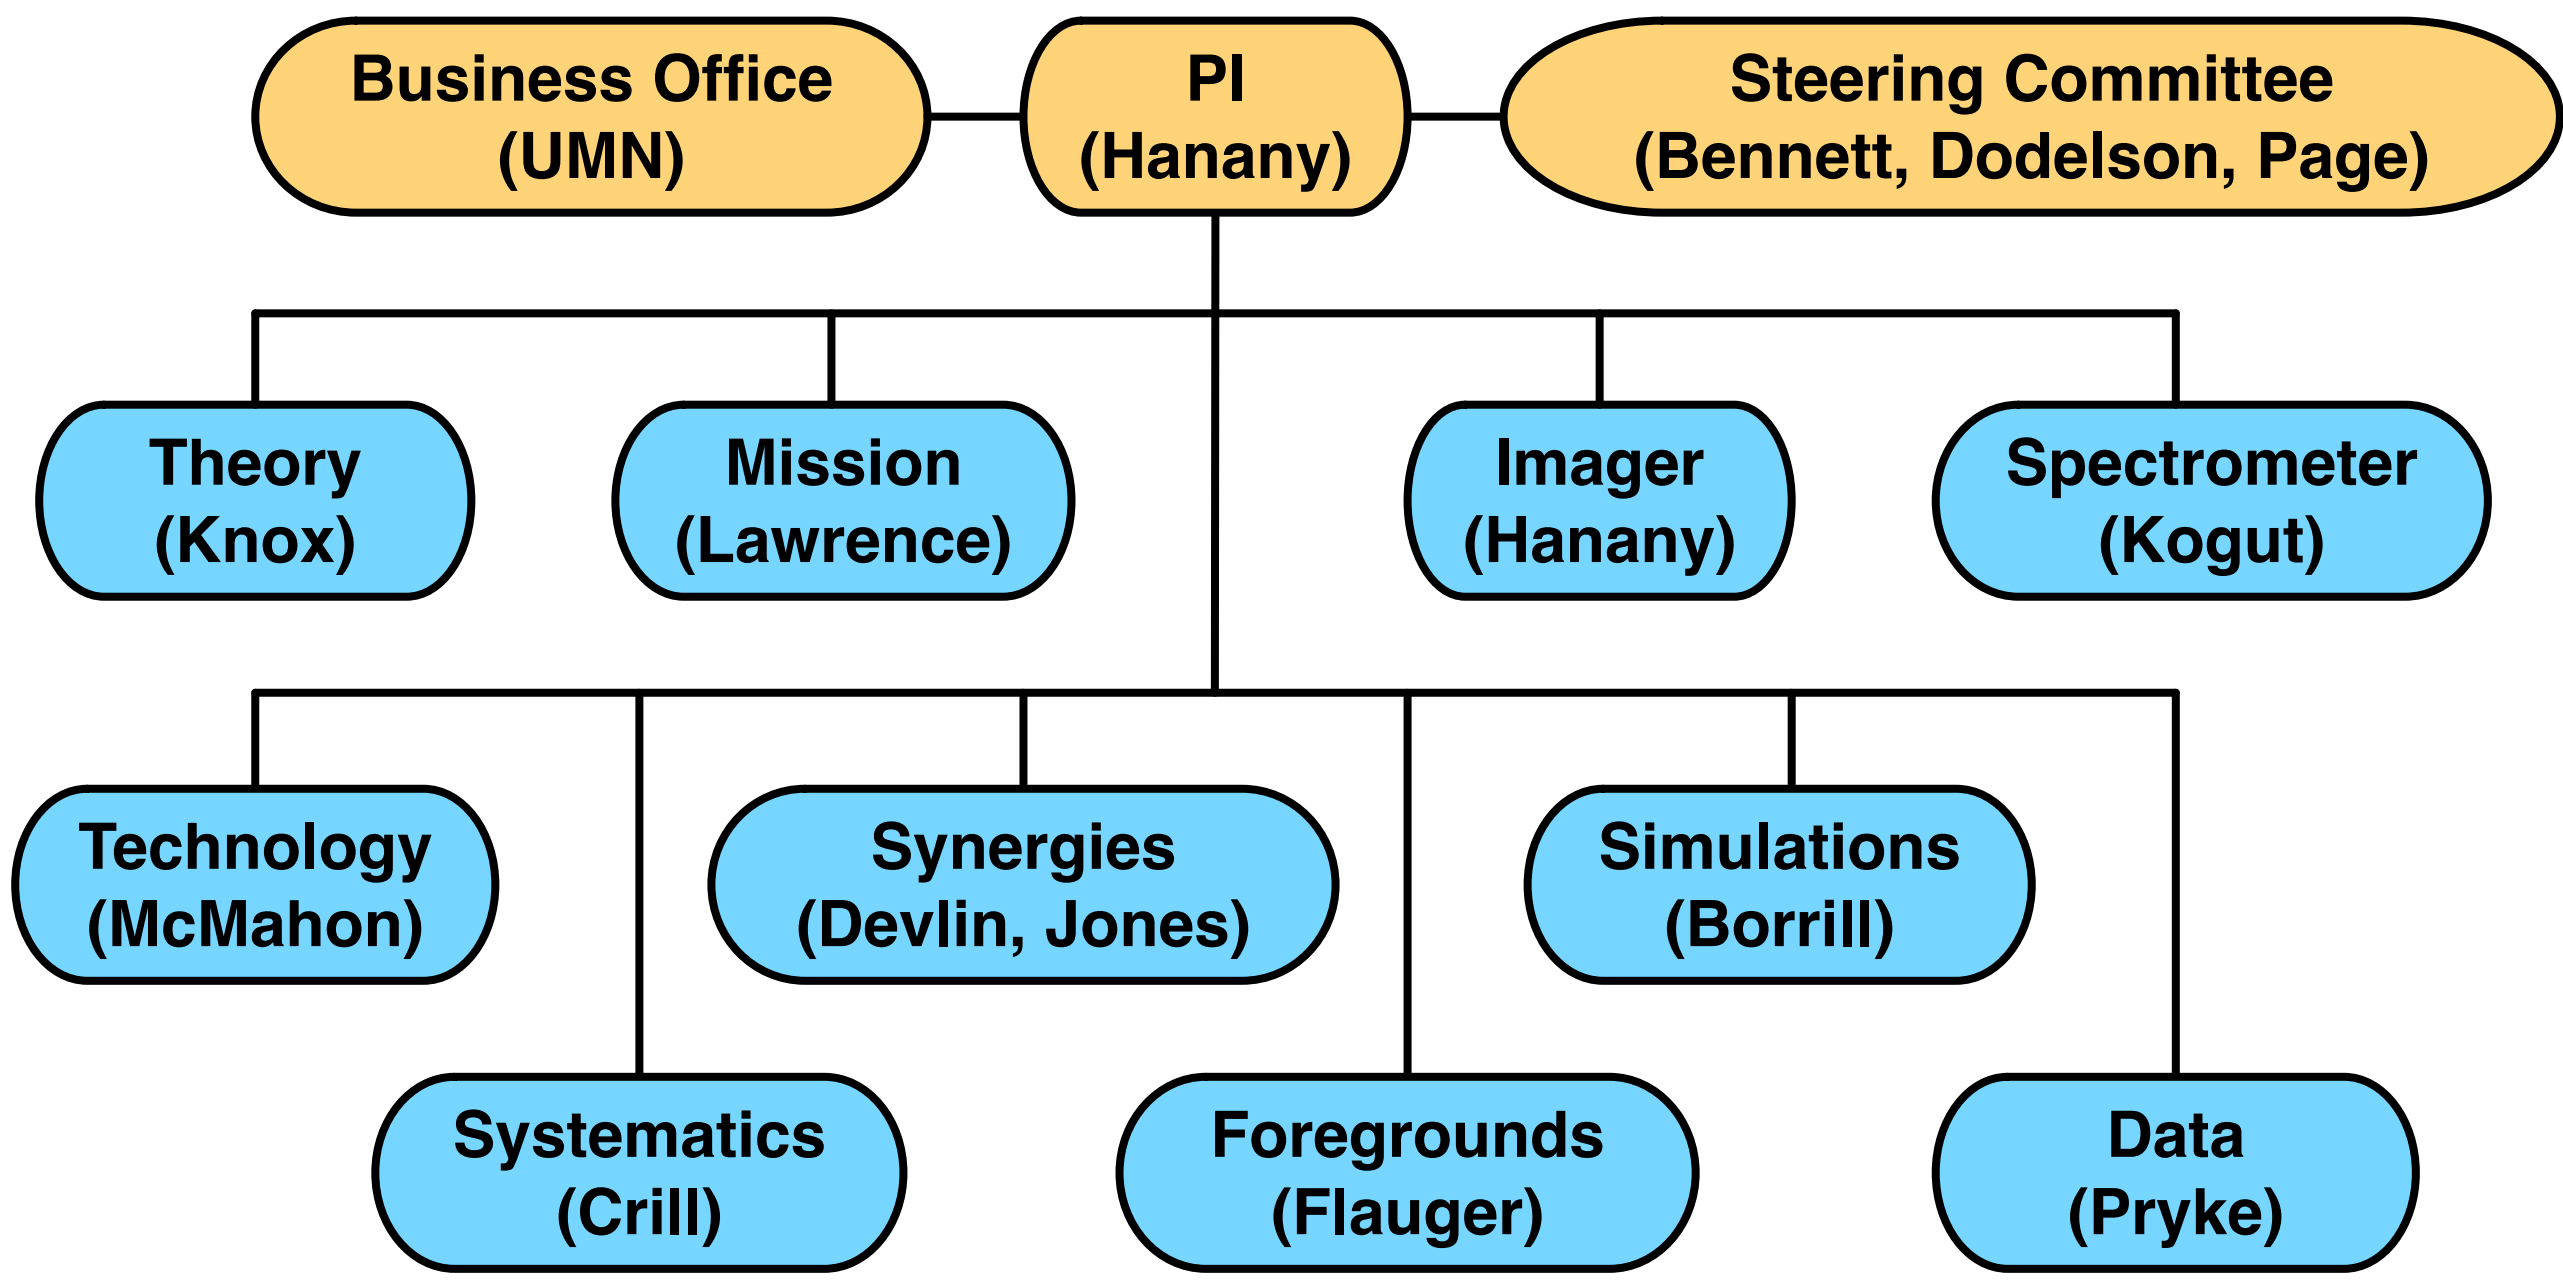 Business Office
(UMN)
PI
(Hanany)
Steering Committee
(Bennett, Dodelson, Page)
Theory
(Knox)
Mission
(Lawrence)
Imager
(Hanany)
Spectrometer
(Kogut)
Technology
(McMahon)
Synergies
(Devlin, Jones)
Simulations
(Borrill)
Systematics
(Crill)
Foregrounds
(Flauger)
Data
(Pryke)